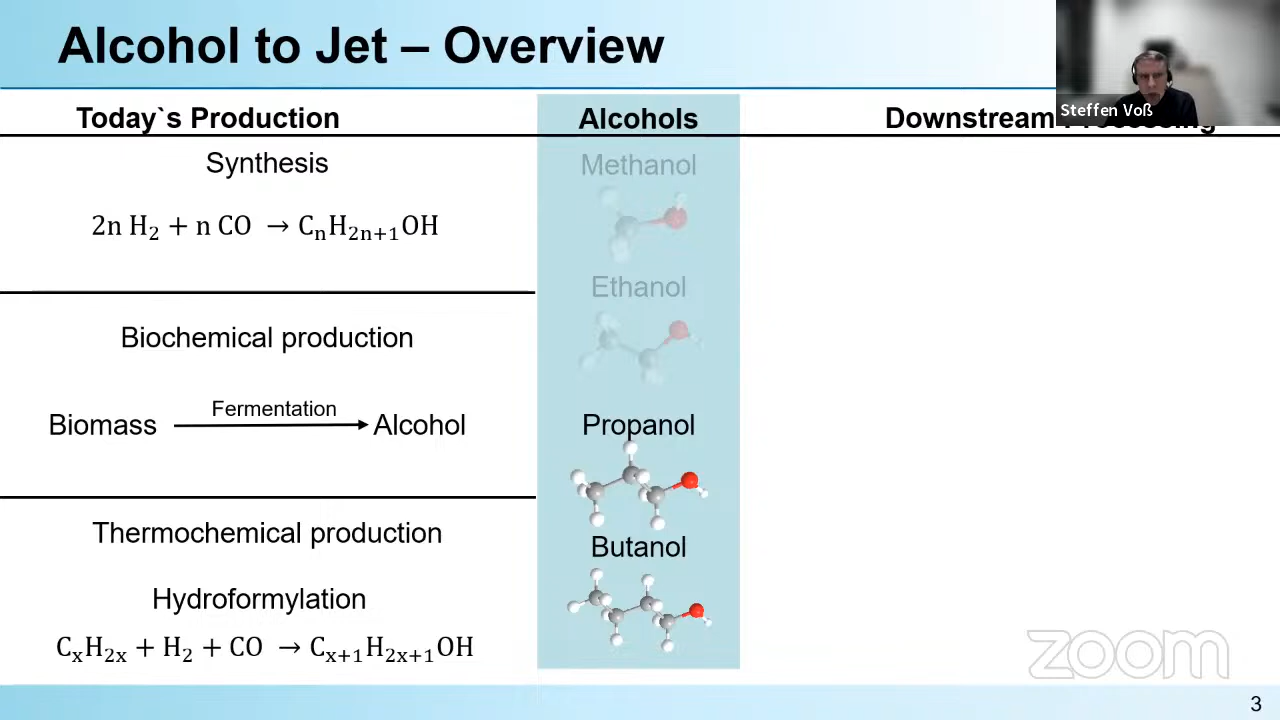 Alcohol to Jet – Overview
Steffen Voß
Today`s Production
Alcohols
Downstream Processing
Synthesis
2n H₂ + n CO → CₙH₂ₙ₊₁OH
Biochemical production
Biomass
Fermentation
Alcohol
Thermochemical production
Hydroformylation
CₓH₂ₓ + H₂ + CO → Cₓ₊₁H₂ₓ₊₁OH
Methanol
Ethanol
Propanol
Butanol
zoom
3